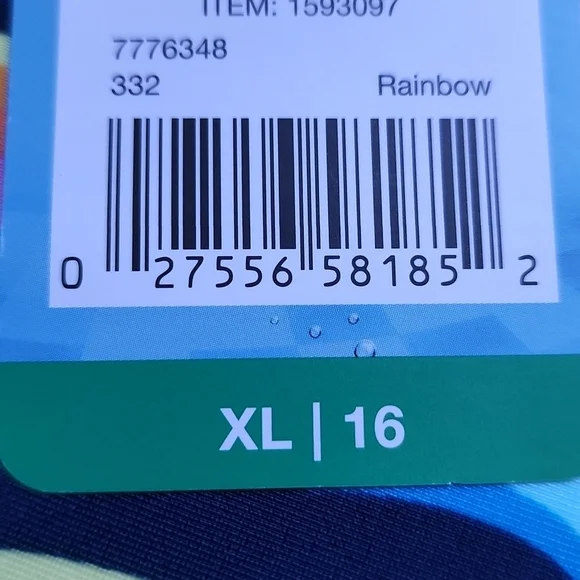 ITEM: 1593097
7776348
332 Rainbow
0 27556 58185 2
XL | 16